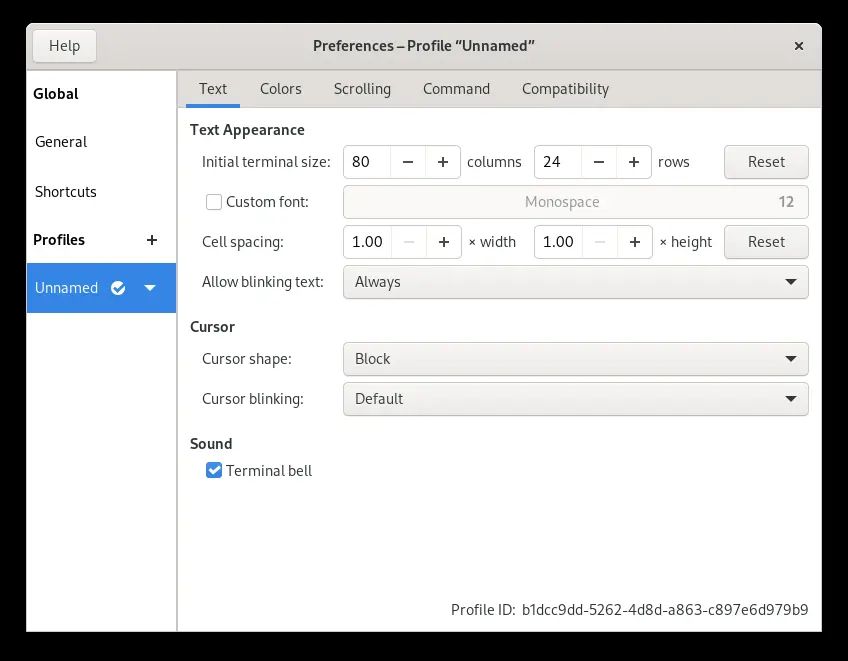 Help
Preferences – Profile “Unnamed”
Global
General
Shortcuts
Profiles
Unnamed
Text Colors Scrolling Command Compatibility
Text Appearance
Initial terminal size: 80 − + columns 24 − + rows Reset
Custom font: Monospace 12
Cell spacing: 1.00 − + × width 1.00 − + × height Reset
Allow blinking text: Always
Cursor
Cursor shape: Block
Cursor blinking: Default
Sound
Terminal bell
Profile ID: b1dcc9dd-5262-4d8d-a863-c897e6d979b9